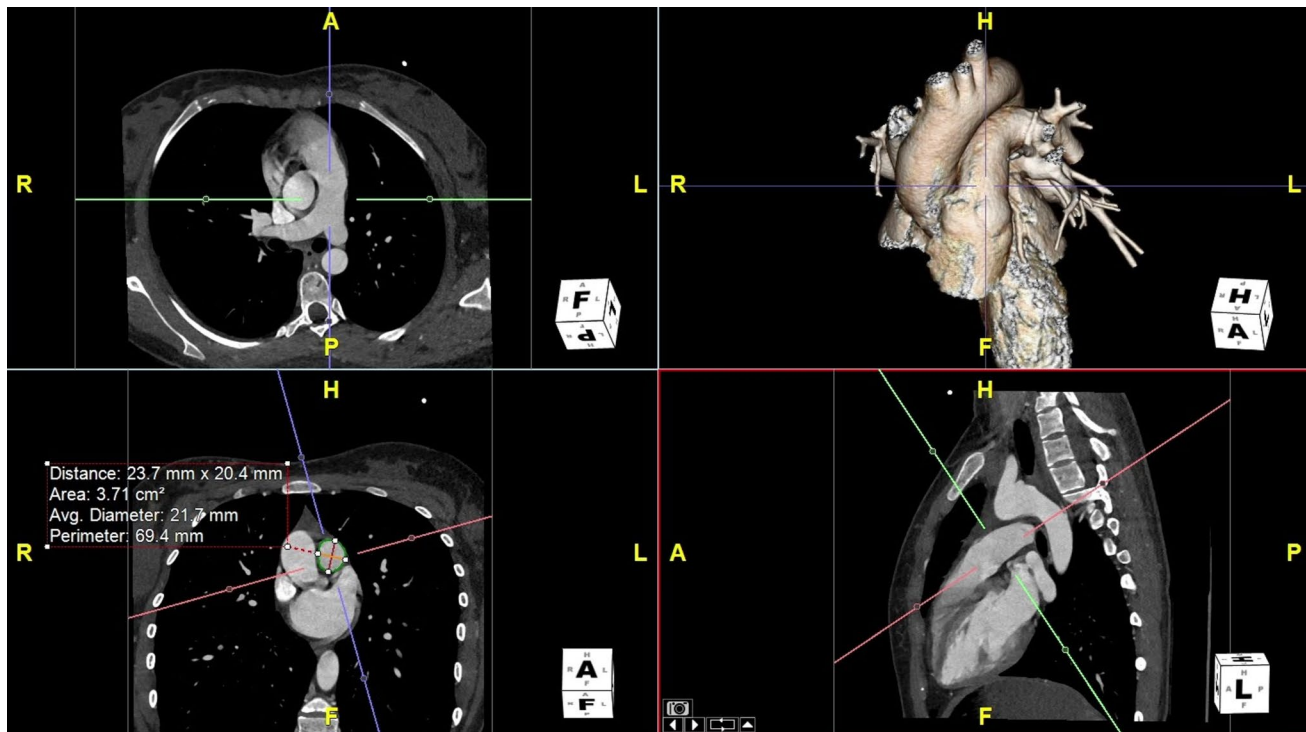 A
H
R
L
R
L
A
R
F
L
P
P
H
L
H
A
H
A
P
F
H
H
Distance: 23.7 mm x 20.4 mm
Area: 3.71 cm²
Avg. Diameter: 21.7 mm
Perimeter: 69.4 mm
R
L
A
P
H
R
A
L
F
A
F
H
H
A
L
P
F
F
F